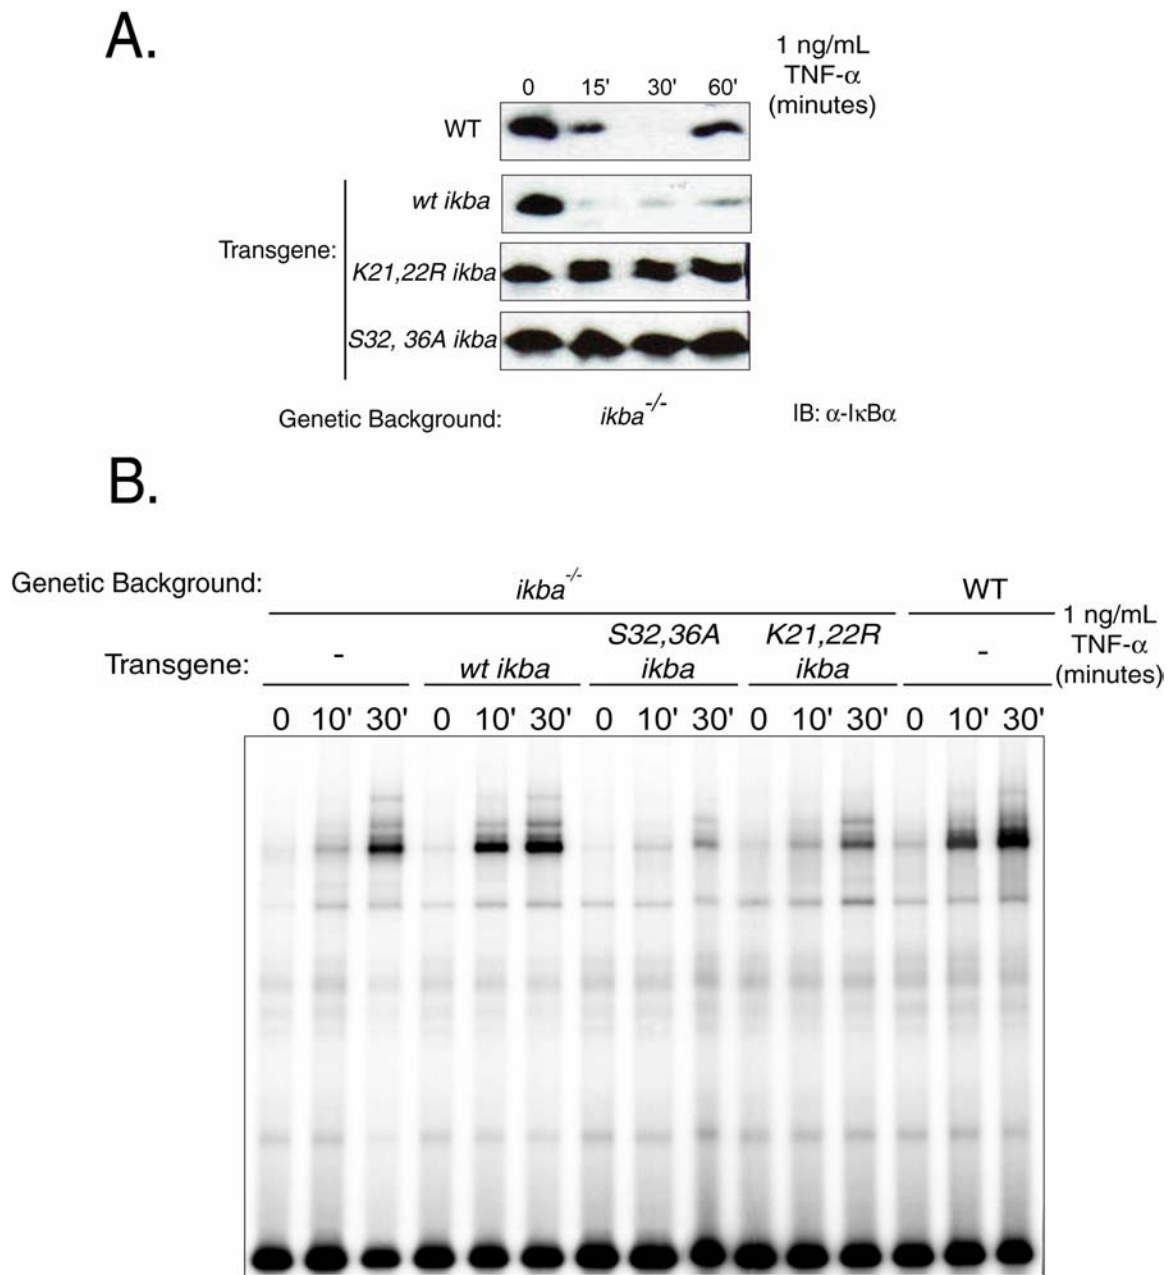 A.
1 ng/mL
TNF-α
(minutes)
0 15' 30' 60'
WT
wt ikba
Transgene:
K21,22R ikba
S32, 36A ikba
Genetic Background: ikba-/- IB: α-IκBα
B.
Genetic Background: ikba-/- WT
1 ng/mL
TNF-α
(minutes)
Transgene: - wt ikba S32,36A ikba K21,22R ikba -
0 10' 30' 0 10' 30' 0 10' 30' 0 10' 30' 0 10' 30'